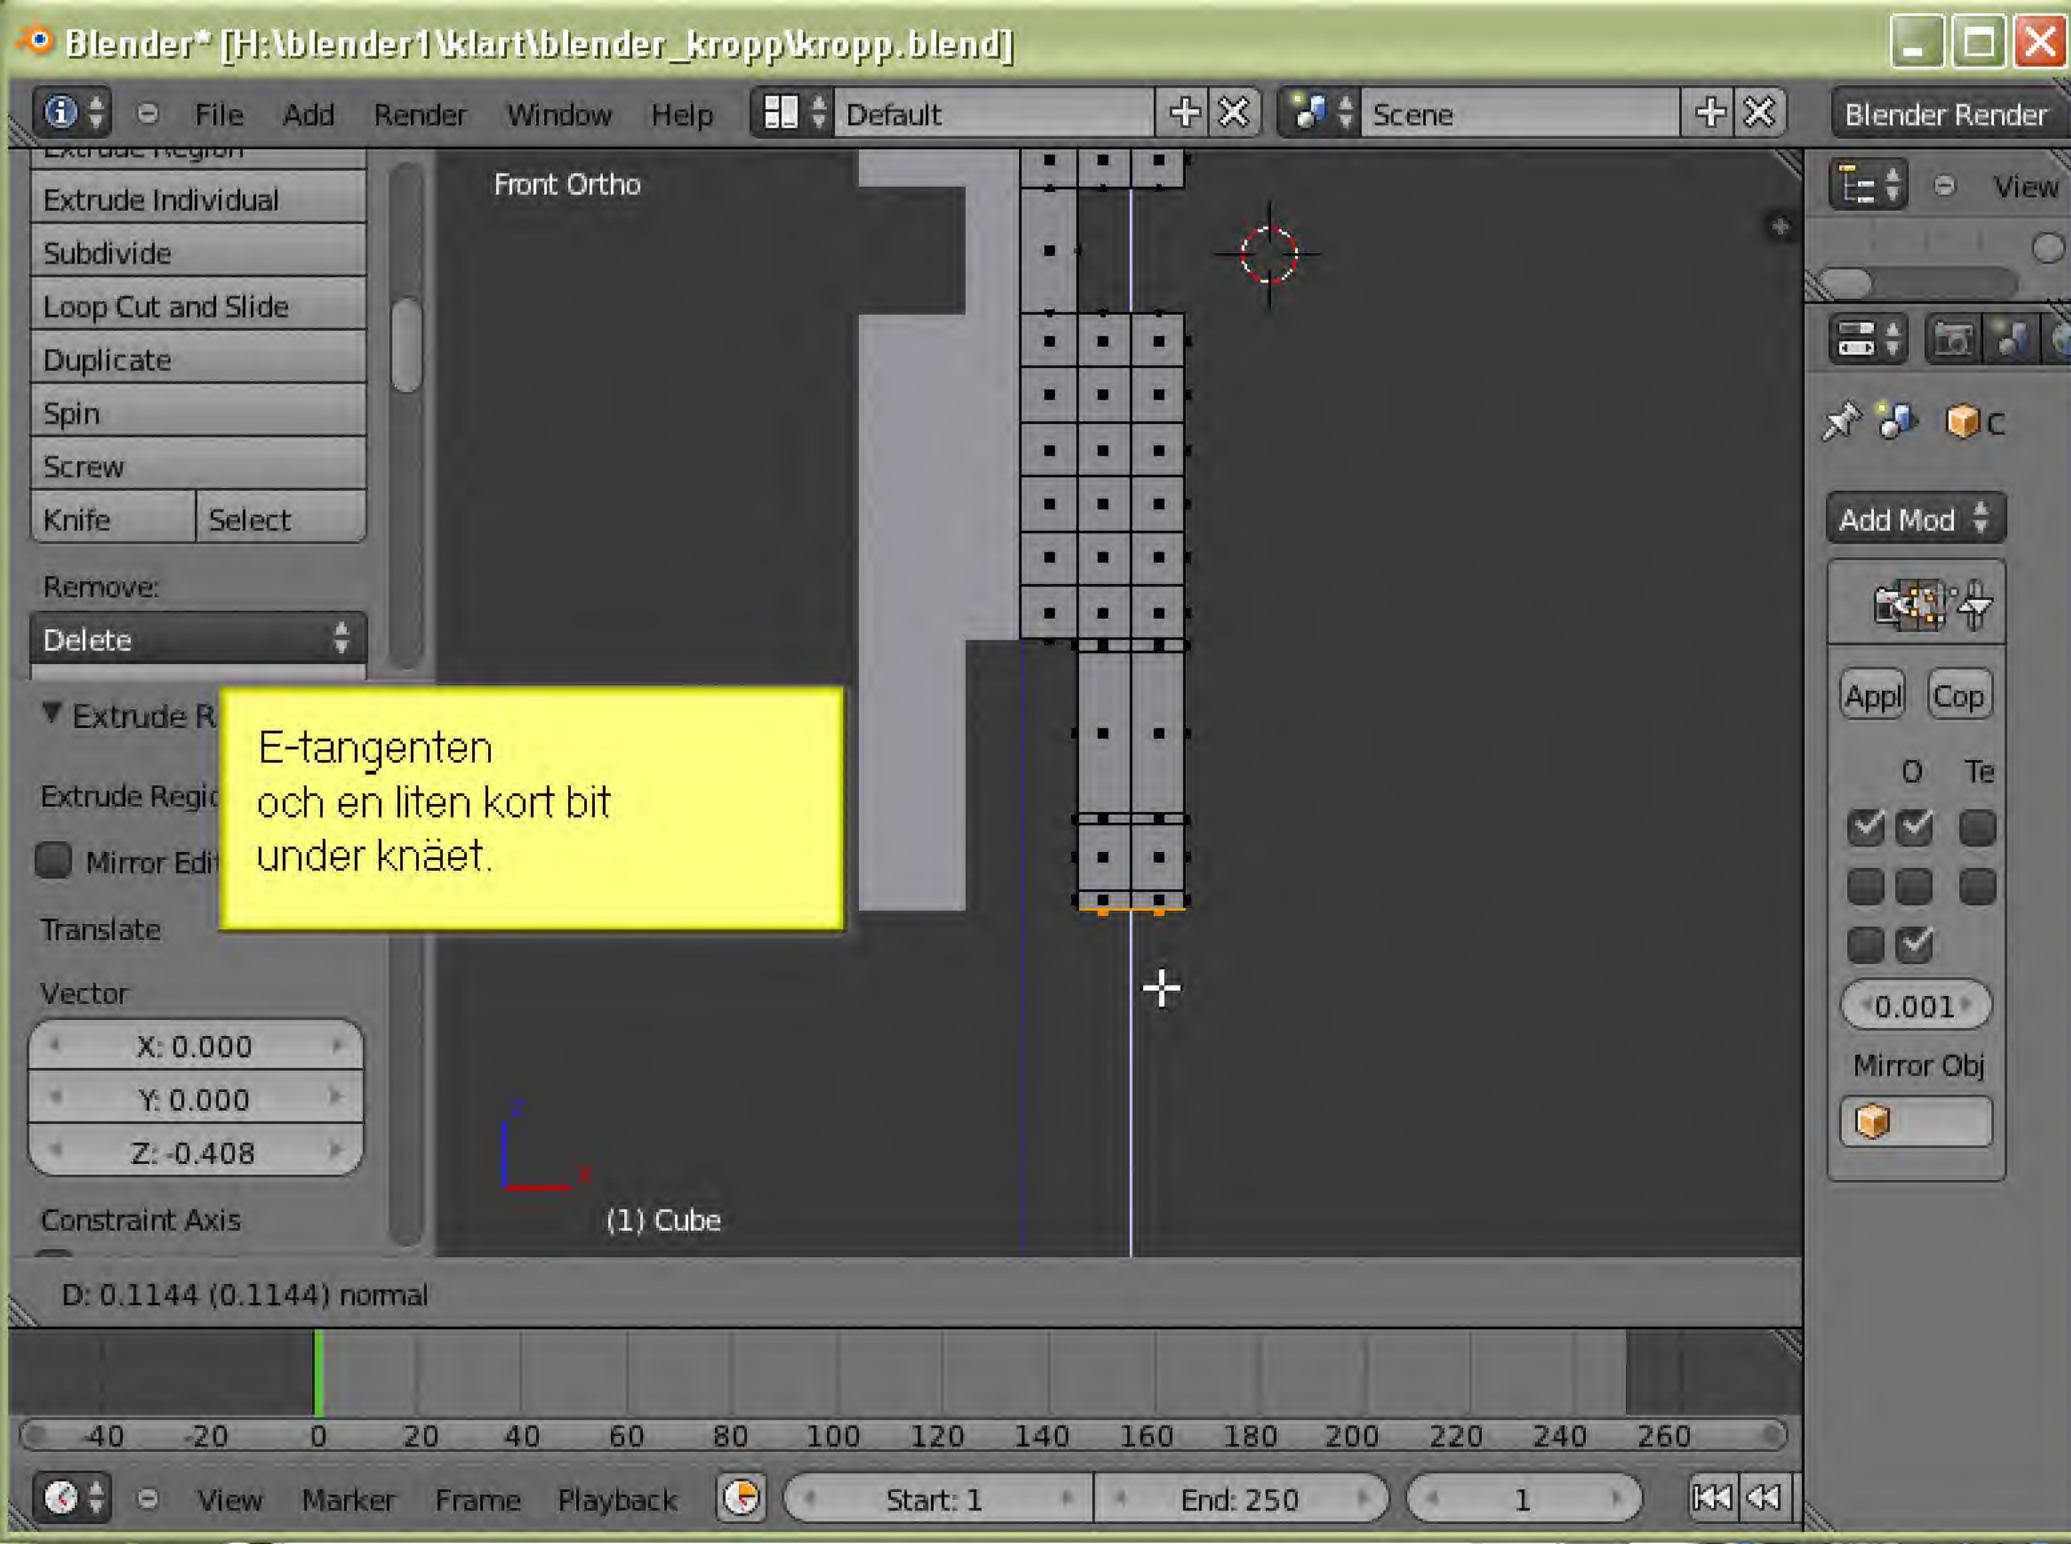 Blender* [H:\blender1\klart\blender_kropp\kropp.blend]
File Add Render Window Help Default Scene Blender Render
Extrude Region
Front Ortho
View
Extrude Individual
Subdivide
Loop Cut and Slide
Duplicate
Spin
C
Screw
Knife Select
Add Mod
Remove:
Delete
Appl Cop
Extrude R
E-tangenten
och en liten kort bit
under knäet.
O Te
Extrude Regic
Mirror Edit
Translate
Vector
0.001
X: 0.000
Mirror Obj
Y: 0.000
Z: -0.408
z
x
Constraint Axis
(1) Cube
D: 0.1144 (0.1144) normal
-40 -20 0 20 40 60 80 100 120 140 160 180 200 220 240 260
View Marker Frame Playback Start: 1 End: 250 1